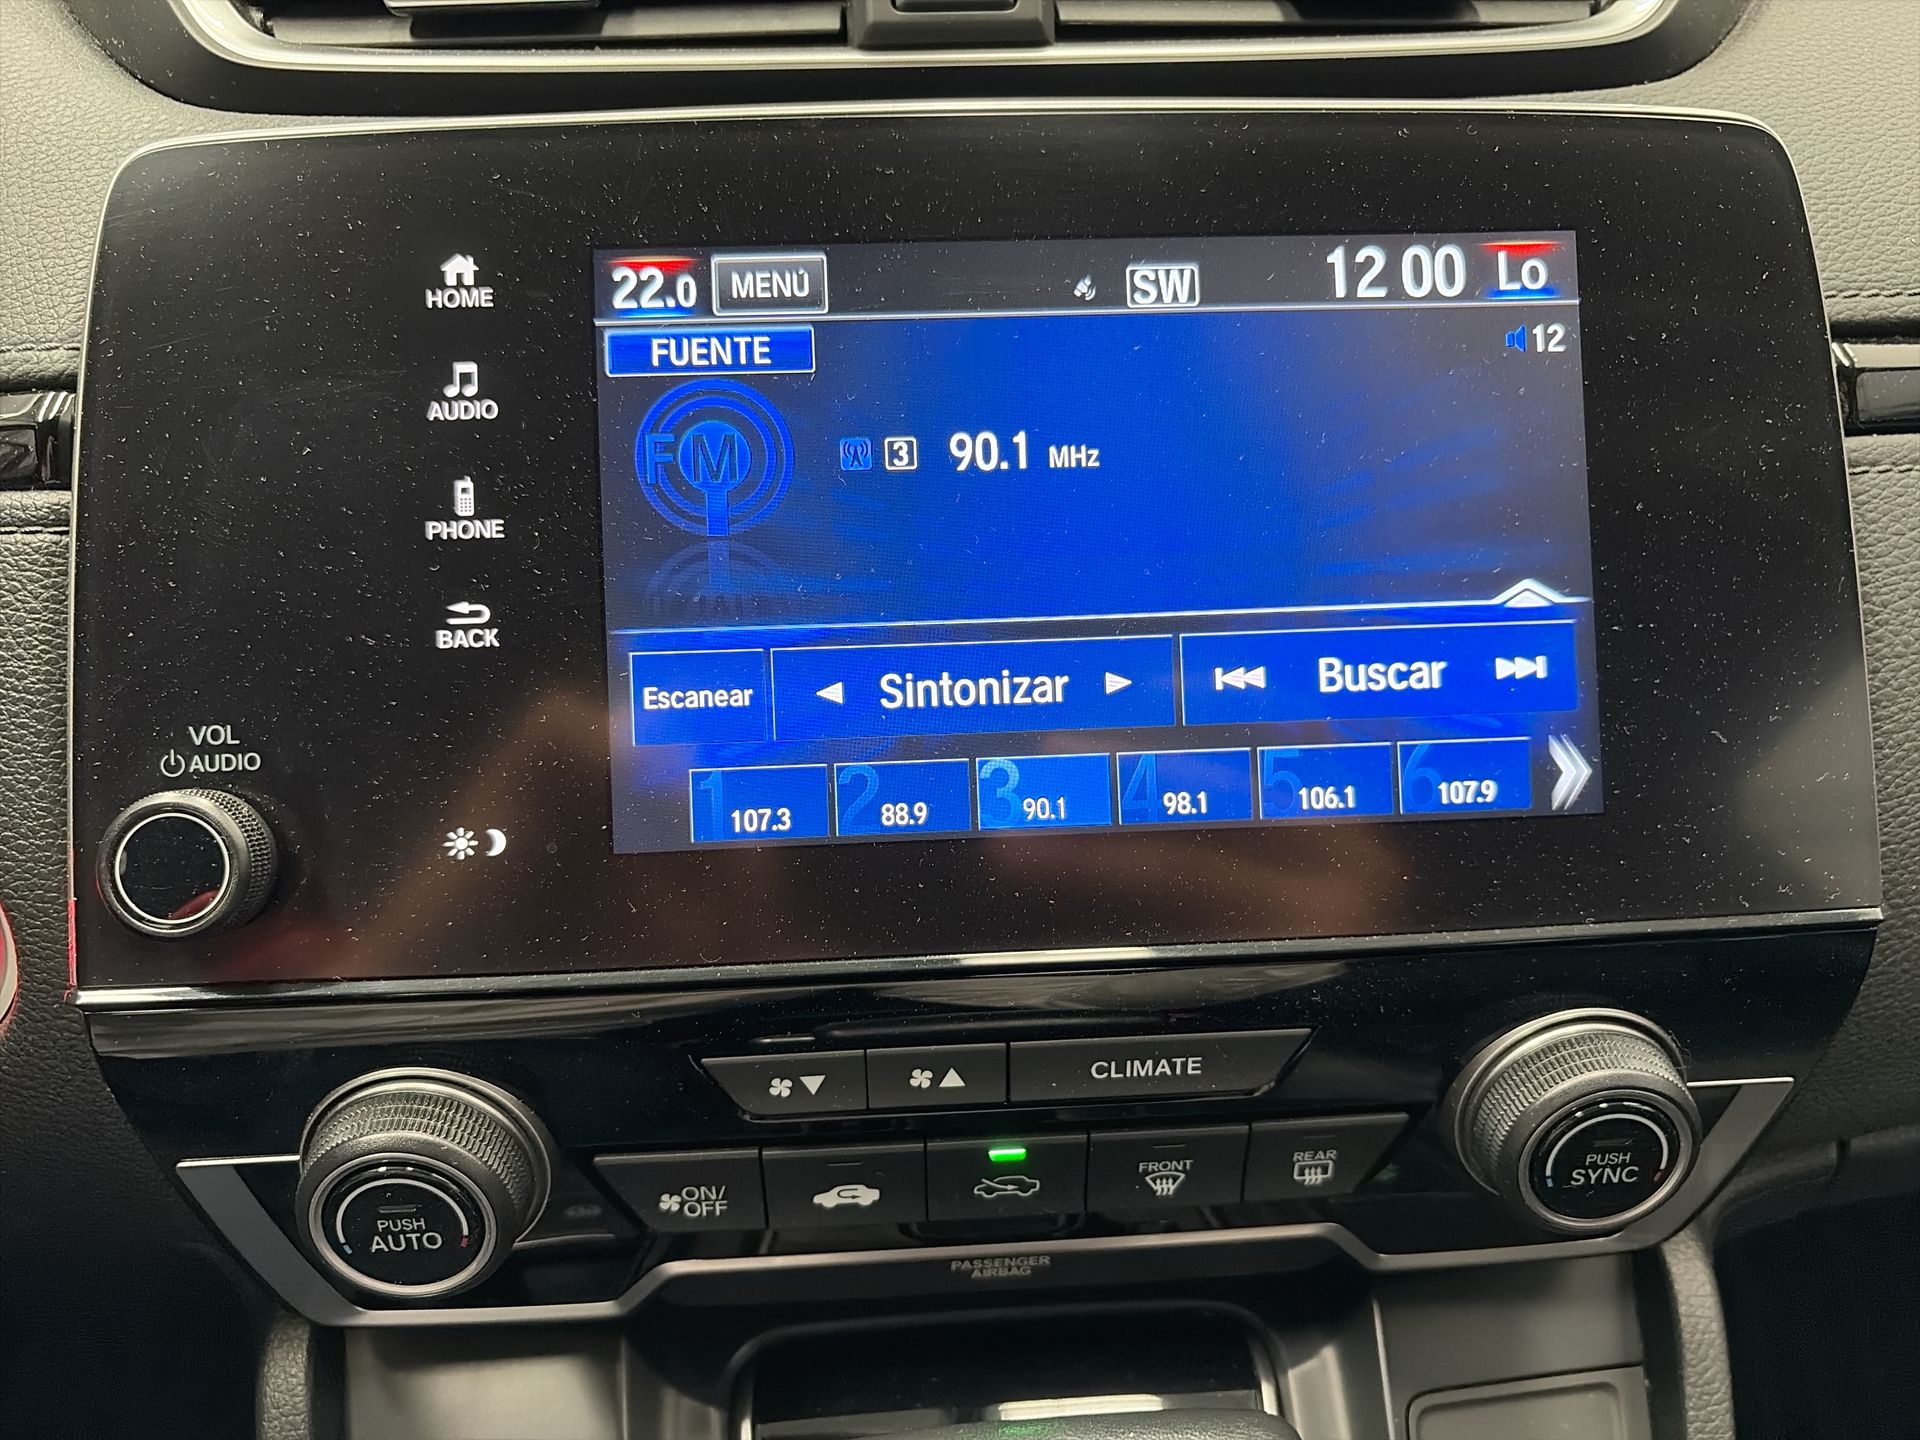 HOME
AUDIO
PHONE
BACK
VOL
AUDIO
22.0 MENÚ SW 12 00 Lo
FUENTE 12
FM 3 90.1 MHz
Escanear Sintonizar Buscar
1 107.3 2 88.9 3 90.1 4 98.1 5 106.1 6 107.9
CLIMATE
PUSH
AUTO
ON/
OFF
FRONT
REAR
PUSH
SYNC
PASSENGER
AIRBAG